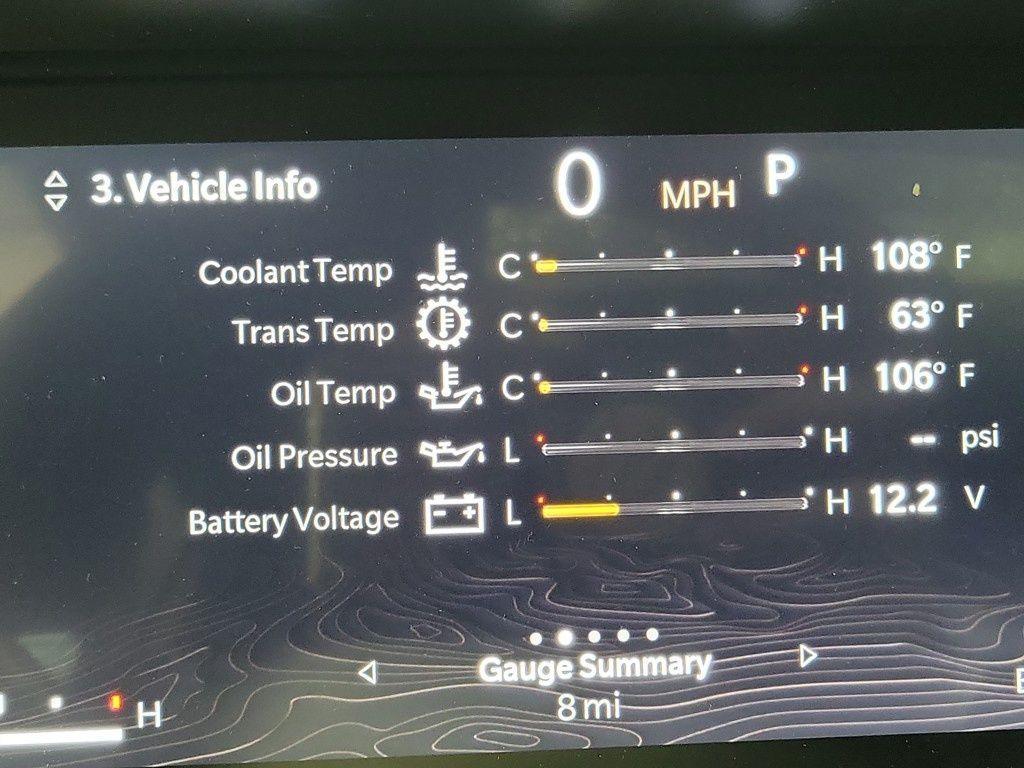 3. Vehicle Info 0 MPH P
Coolant Temp C H 108° F
Trans Temp C H 63° F
Oil Temp C H 106° F
Oil Pressure L H -- psi
Battery Voltage L H 12.2 V
Gauge Summary
8 mi
H